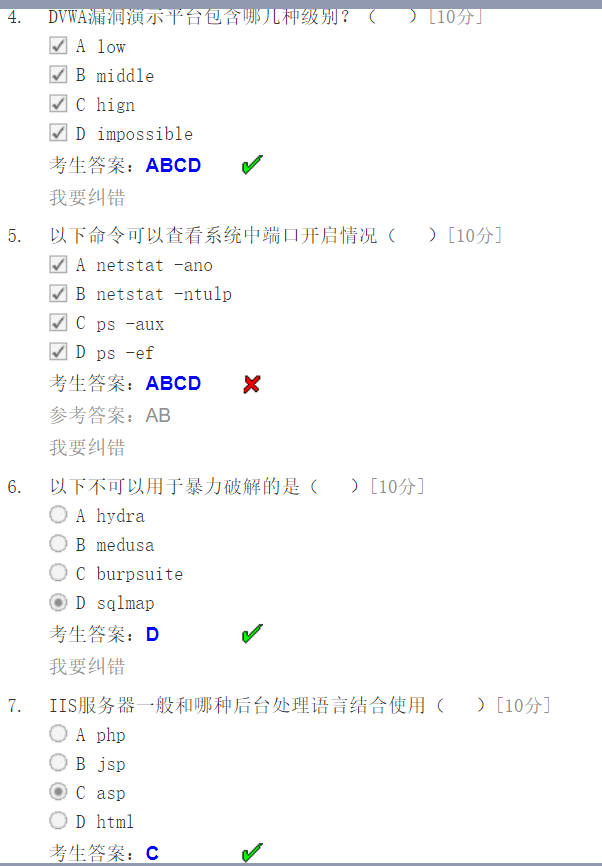 4. DVWA漏洞演示平台包含哪几种级别？（ ）[10分]
A low
B middle
C hign
D impossible
考生答案：ABCD
我要纠错
5. 以下命令可以查看系统中端口开启情况（ ）[10分]
A netstat -ano
B netstat -ntulp
C ps -aux
D ps -ef
考生答案：ABCD
参考答案：AB
我要纠错
6. 以下不可以用于暴力破解的是（ ）[10分]
A hydra
B medusa
C burpsuite
D sqlmap
考生答案：D
我要纠错
7. IIS服务器一般和哪种后台处理语言结合使用（ ）[10分]
A php
B jsp
C asp
D html
考生答案：C